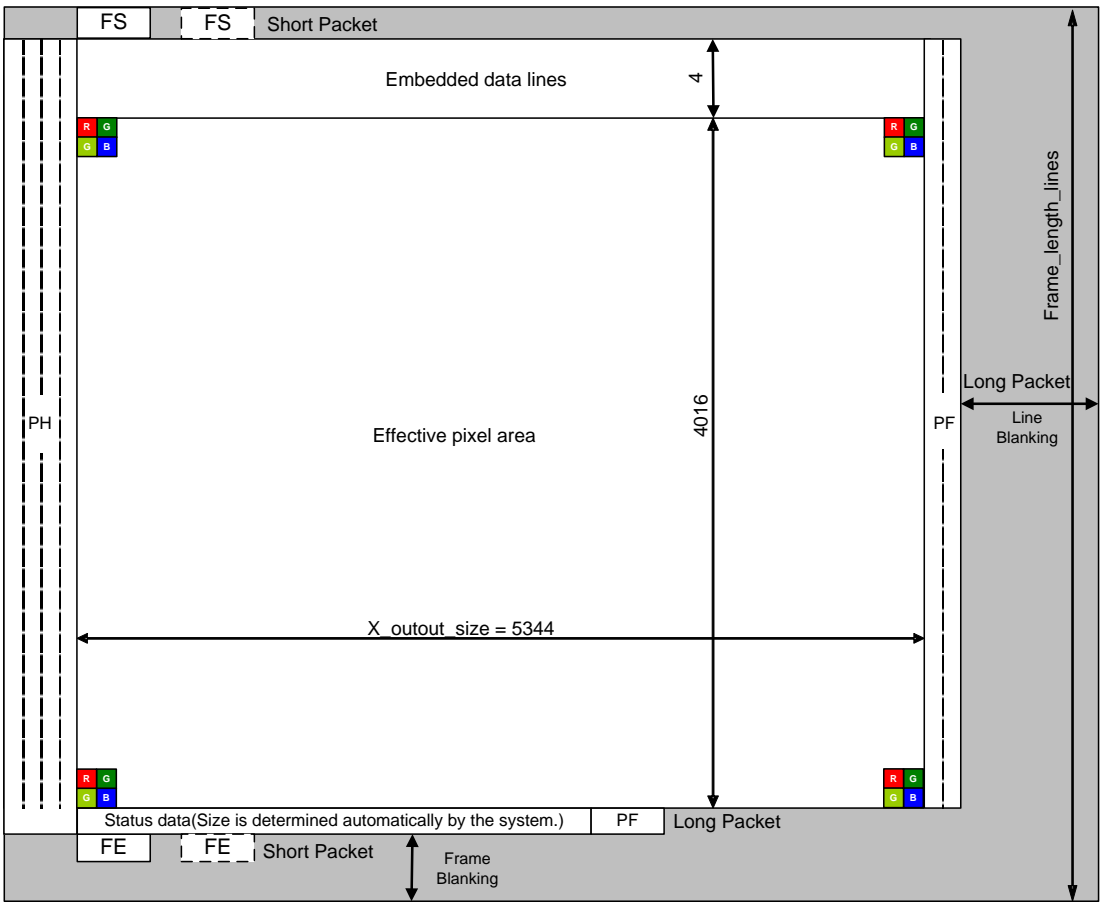 FS FS Short Packet
Embedded data lines
4
R G R G
G B G B
Frame_length_lines
Long Packet
4016
PH PF
Line
Blanking
Effective pixel area
X_outout_size = 5344
R G R G
G B G B
Status data(Size is determined automatically by the system.) PF Long Packet
FE FE Short Packet
Frame
Blanking